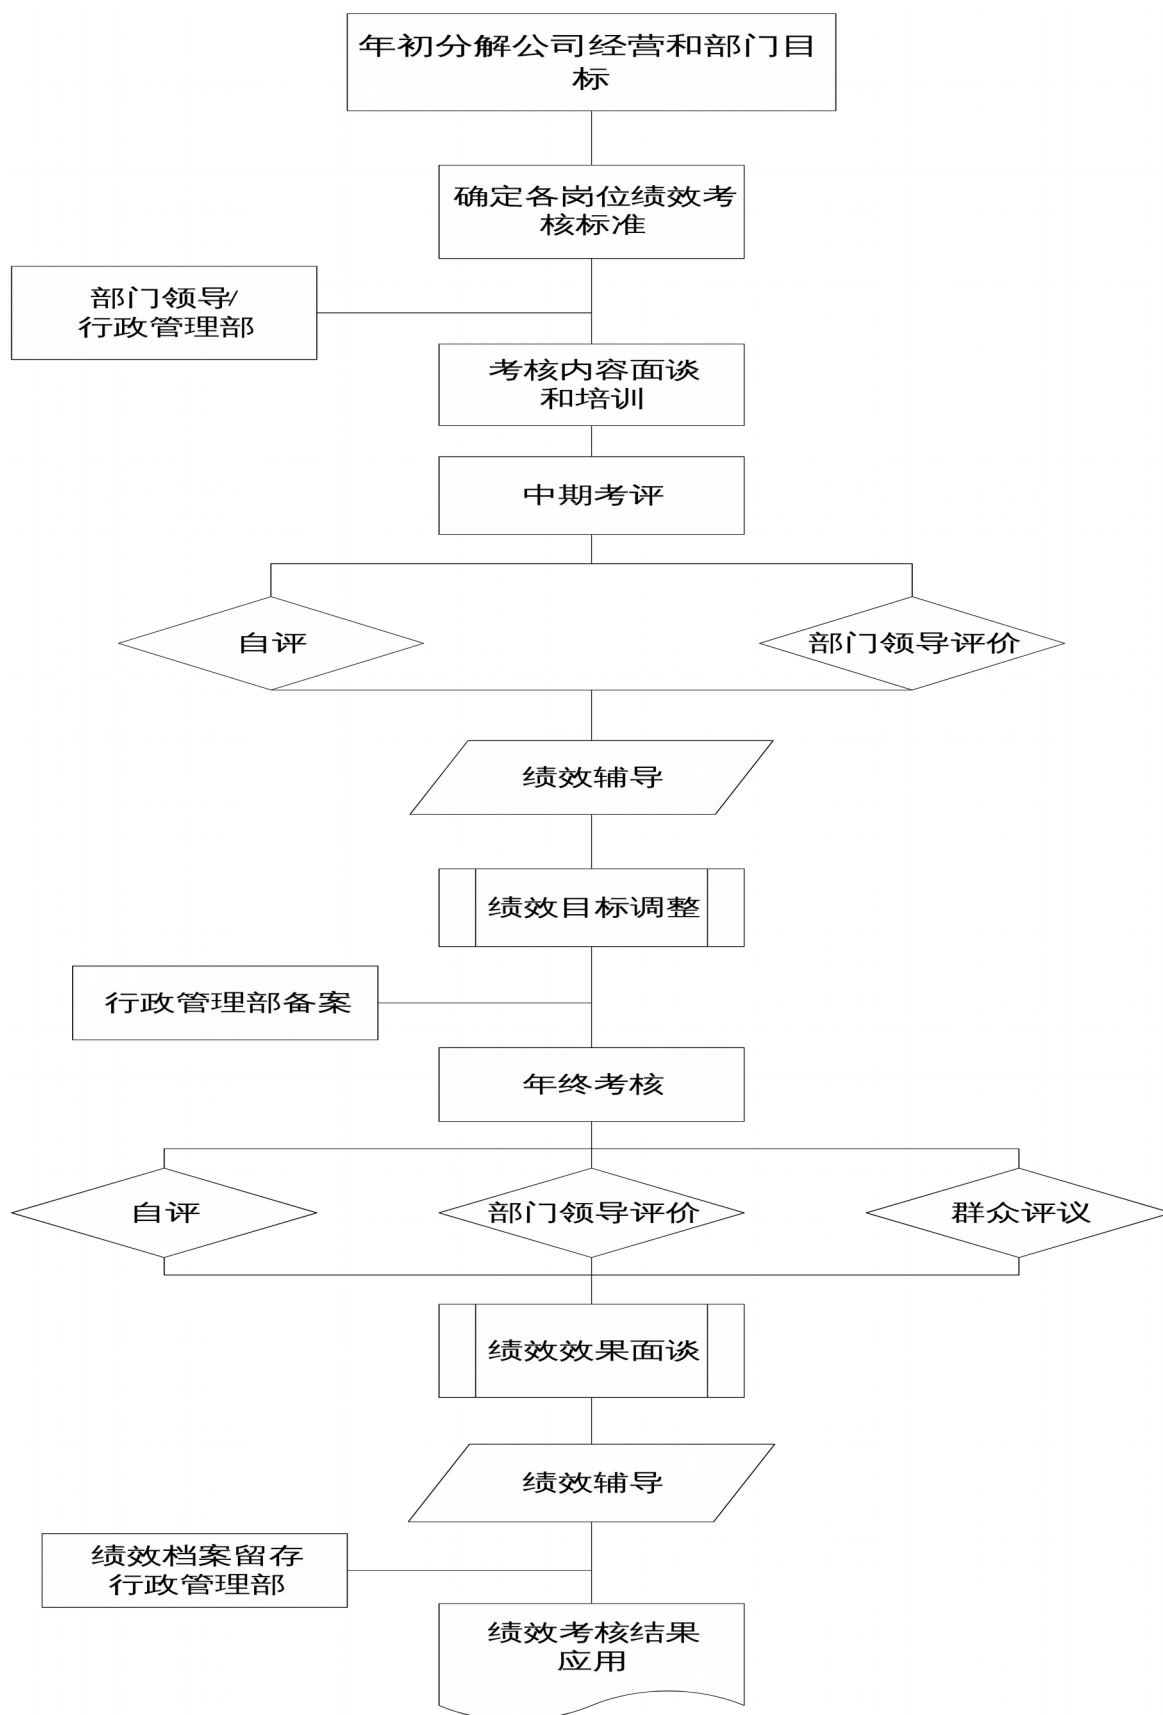 年初分解公司经营和部门目
标
确定各岗位绩效考
核标准
部门领导/
行政管理部
考核内容面谈
和培训
中期考评
自评
部门领导评价
绩效辅导
绩效目标调整
行政管理部备案
年终考核
自评
部门领导评价
群众评议
绩效效果面谈
绩效辅导
绩效档案留存
行政管理部
绩效考核结果
应用